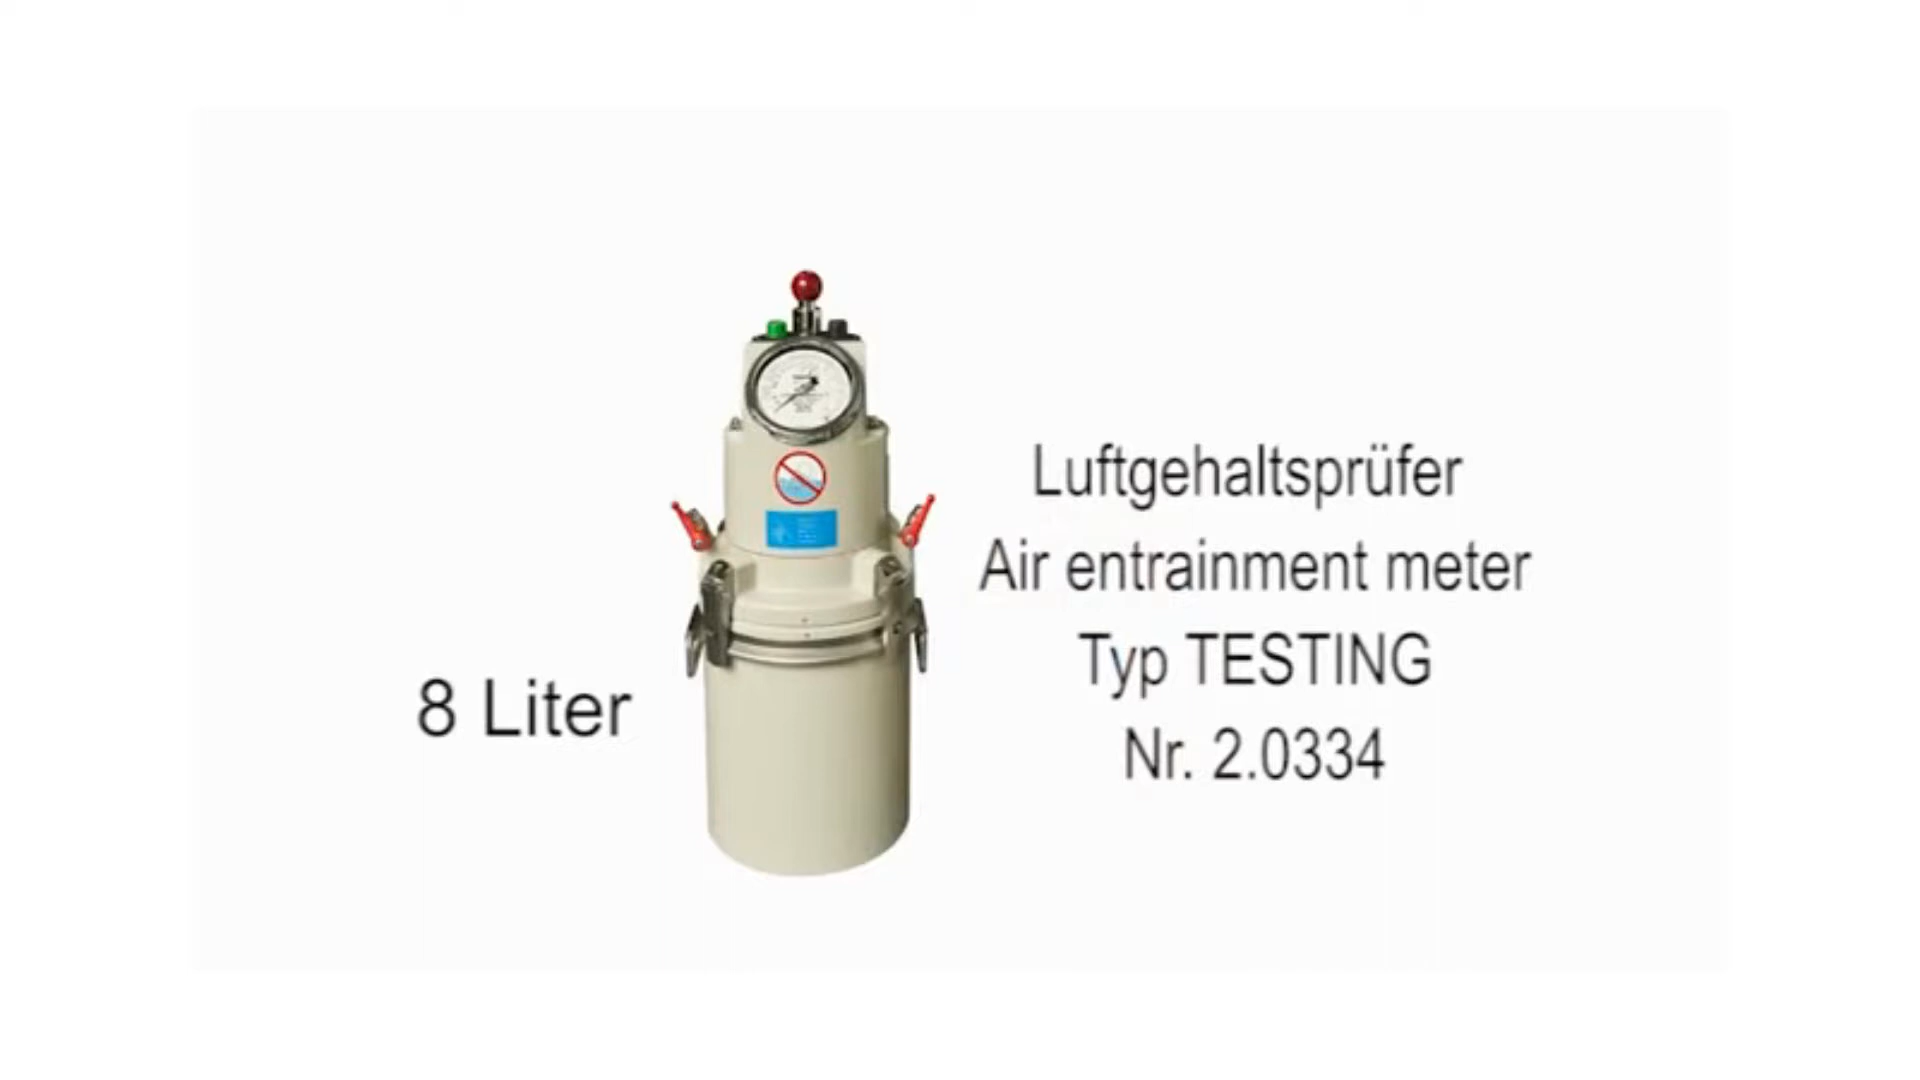 8 Liter
Luftgehaltsprüfer
Air entrainment meter
Typ TESTING
Nr. 2.0334